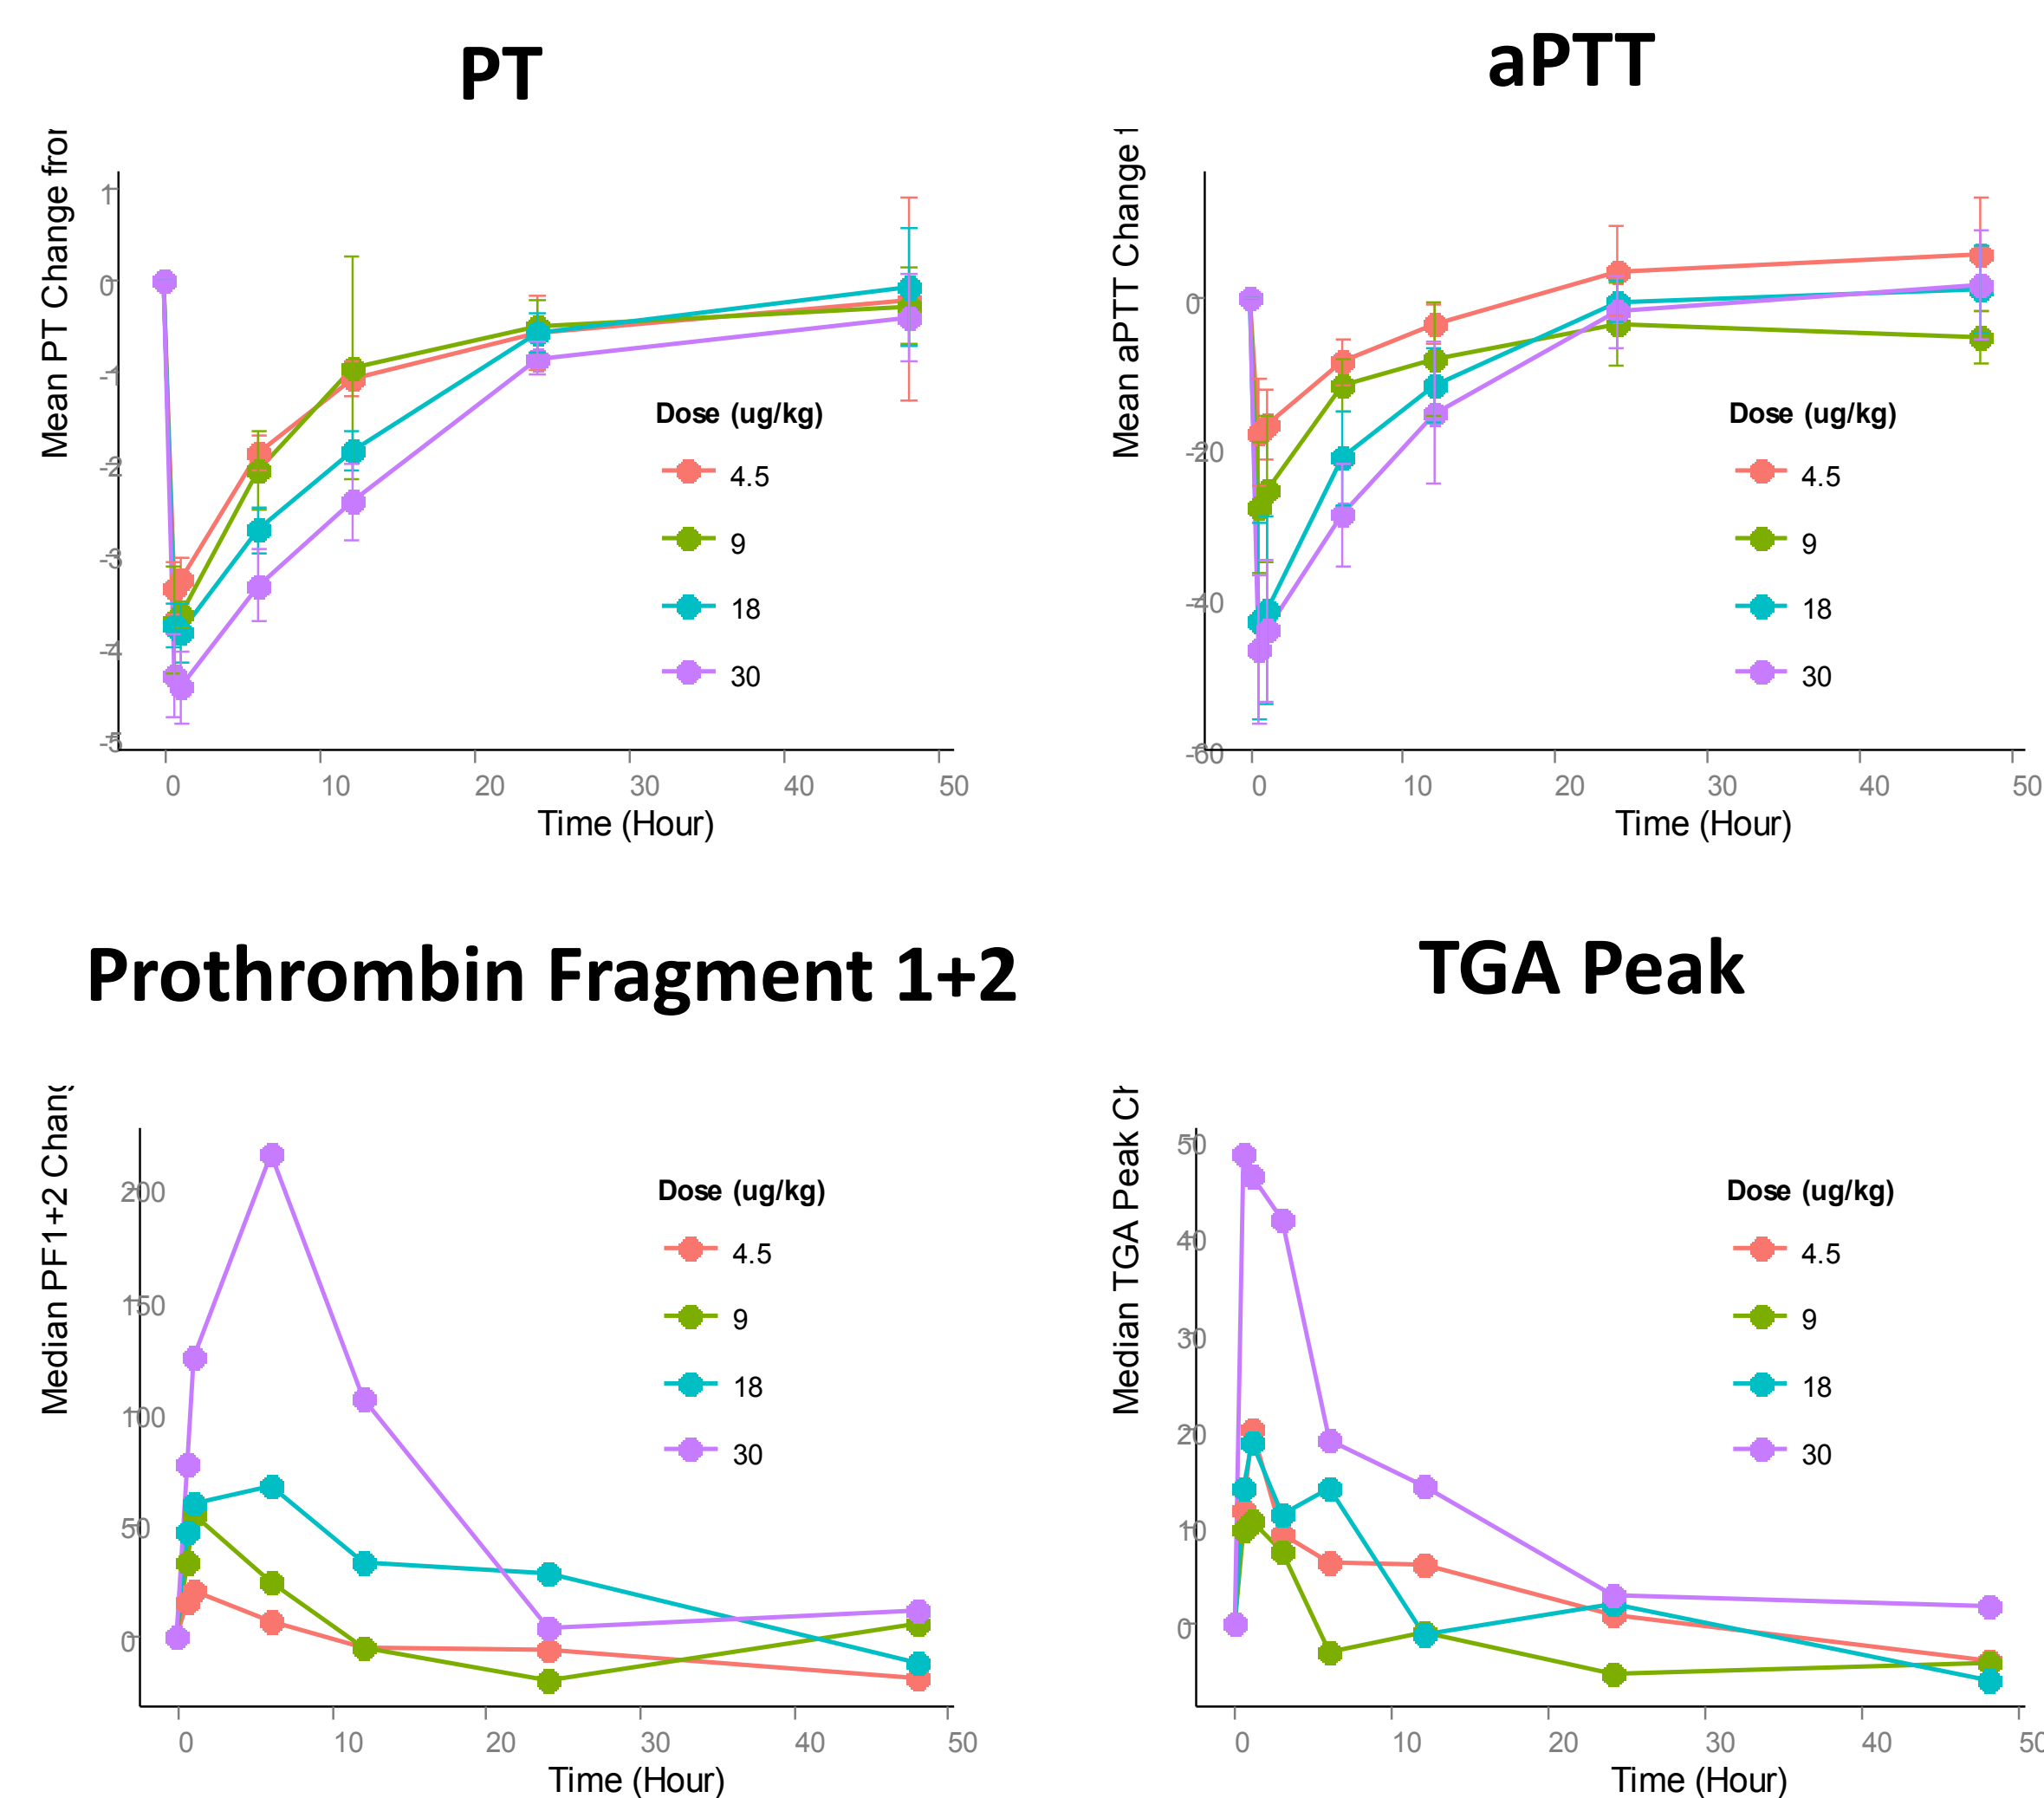 PT
Mean PT Change from
1
0
-1
-2
-3
-4
-5
0 10 20 30 40 50
Time (Hour)
Dose (ug/kg)
4.5
9
18
30
aPTT
Mean aPTT Change
0
-20
-40
-60
0 10 20 30 40 50
Time (Hour)
Dose (ug/kg)
4.5
9
18
30
Prothrombin Fragment 1+2
Median PF1+2 Chang
200
150
100
50
0
0 10 20 30 40 50
Time (Hour)
Dose (ug/kg)
4.5
9
18
30
TGA Peak
Median TGA Peak Ch
50
40
30
20
10
0
0 10 20 30 40 50
Time (Hour)
Dose (ug/kg)
4.5
9
18
30